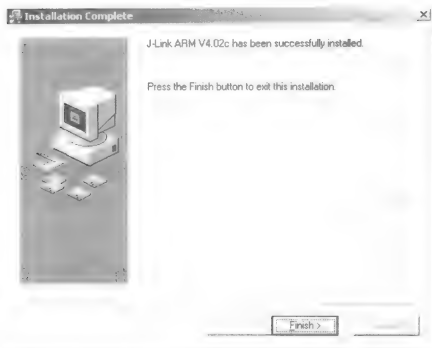 Installation Complete
J-Link ARM V4.02c has been successfully installed.
Press the Finish button to exit this installation.
Finish >